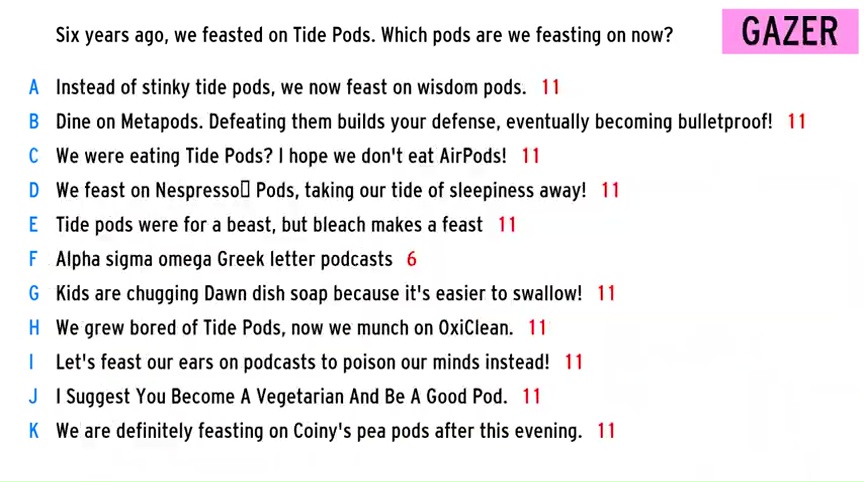 Six years ago, we feasted on Tide Pods. Which pods are we feasting on now?
GAZER
A Instead of stinky tide pods, we now feast on wisdom pods. 11
B Dine on Metapods. Defeating them builds your defense, eventually becoming bulletproof! 11
C We were eating Tide Pods? I hope we don't eat AirPods! 11
D We feast on Nespresso▯ Pods, taking our tide of sleepiness away! 11
E Tide pods were for a beast, but bleach makes a feast 11
F Alpha sigma omega Greek letter podcasts 6
G Kids are chugging Dawn dish soap because it's easier to swallow! 11
H We grew bored of Tide Pods, now we munch on OxiClean. 11
I Let's feast our ears on podcasts to poison our minds instead! 11
J I Suggest You Become A Vegetarian And Be A Good Pod. 11
K We are definitely feasting on Coiny's pea pods after this evening. 11